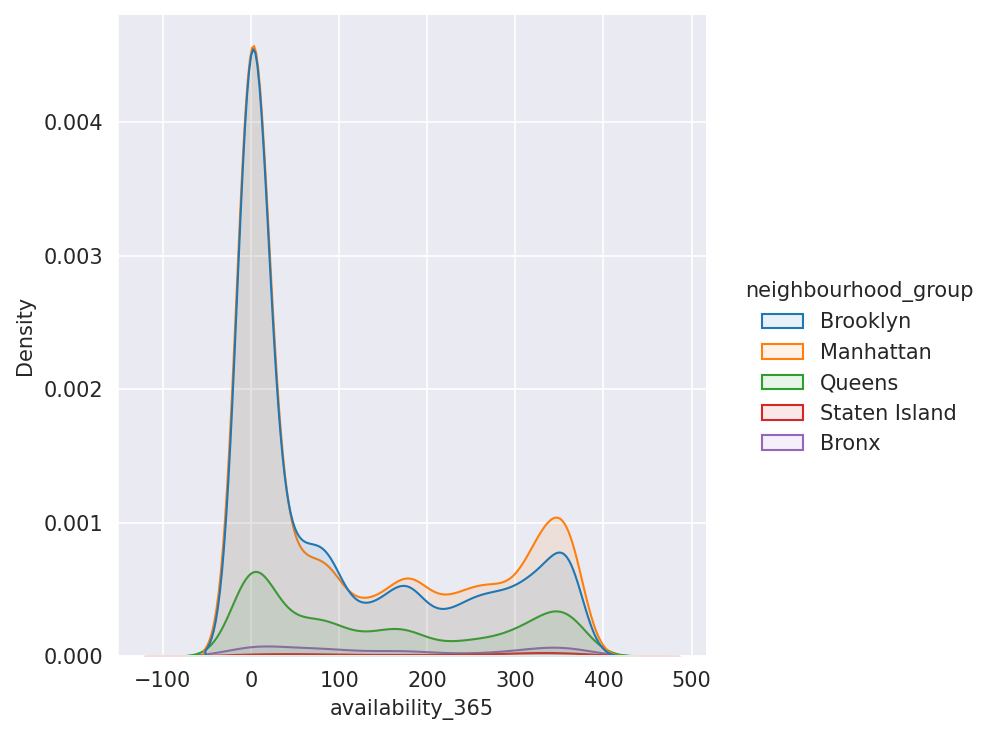 0.004
0.003
0.002
0.001
0.000
Density
−100 0 100 200 300 400 500
availability_365
neighbourhood_group
Brooklyn
Manhattan
Queens
Staten Island
Bronx